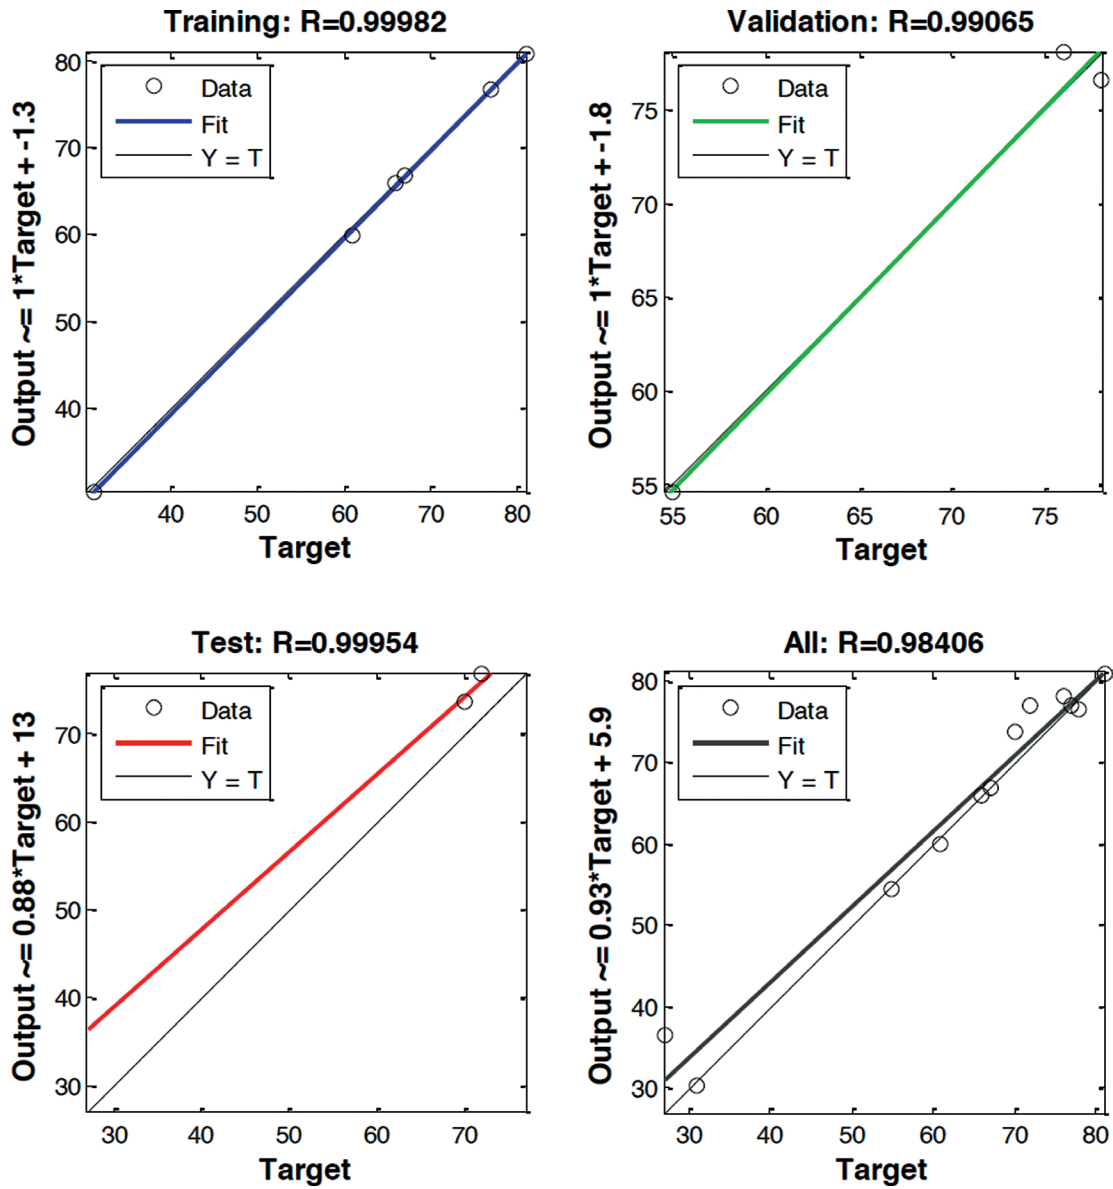 Training: R=0.99982
Output ~= 1*Target + -1.3
80
70
60
50
40
Data
Fit
Y = T
40 50 60 70 80
Target
Validation: R=0.99065
Output ~= 1*Target + -1.8
75
70
65
60
55
Data
Fit
Y = T
55 60 65 70 75
Target
Test: R=0.99954
Output ~= 0.88*Target + 13
70
60
50
40
30
Data
Fit
Y = T
30 40 50 60 70
Target
All: R=0.98406
Output ~= 0.93*Target + 5.9
80
70
60
50
40
30
Data
Fit
Y = T
30 40 50 60 70 80
Target